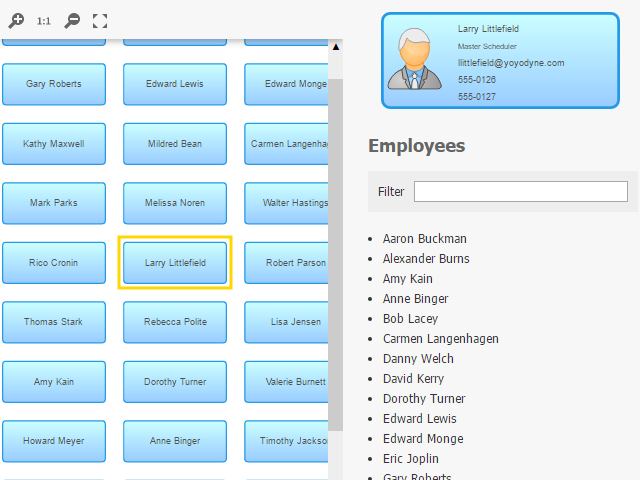 1:1
Gary Roberts
Edward Lewis
Edward Monge
Kathy Maxwell
Mildred Bean
Carmen Langenha
Mark Parks
Melissa Noren
Walter Hastings
Rico Cronin
Larry Littlefield
Robert Parson
Thomas Stark
Rebecca Polite
Lisa Jensen
Amy Kain
Dorothy Turner
Valerie Burnett
Howard Meyer
Anne Binger
Timothy Jackso
Larry Littlefield
Master Scheduler
llittlefield@yoyodyne.com
555-0126
555-0127
Employees
Filter
Aaron Buckman
Alexander Burns
Amy Kain
Anne Binger
Bob Lacey
Carmen Langenhagen
Danny Welch
David Kerry
Dorothy Turner
Edward Lewis
Edward Monge
Eric Joplin
Gary Roberts